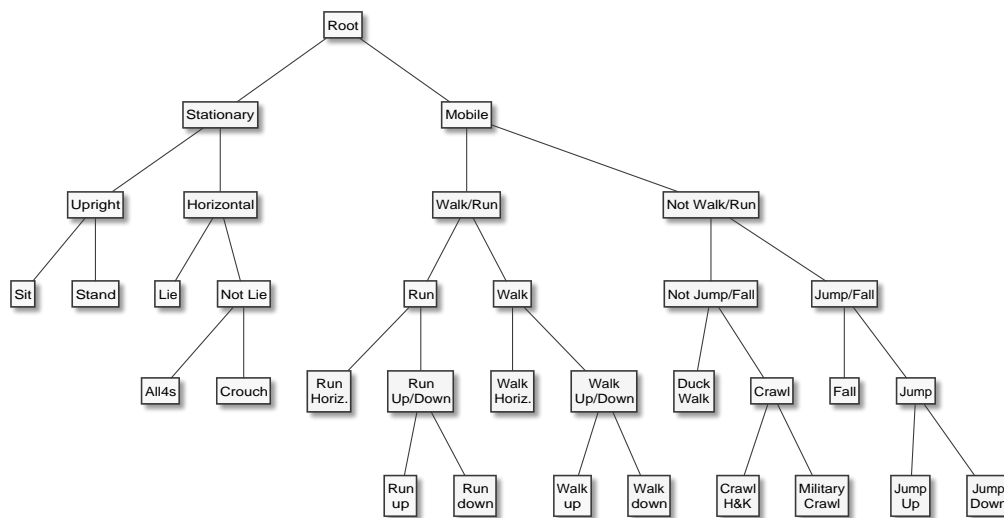 Root
Stationary
Mobile
Upright
Horizontal
Walk/Run
Not Walk/Run
Sit
Stand
Lie
Not Lie
Run
Walk
Not Jump/Fall
Jump/Fall
All4s
Crouch
Run
Horiz.
Run
Up/Down
Walk
Horiz.
Walk
Up/Down
Duck
Walk
Crawl
Fall
Jump
Run
up
Run
down
Walk
up
Walk
down
Crawl
H&K
Military
Crawl
Jump
Up
Jump
Down